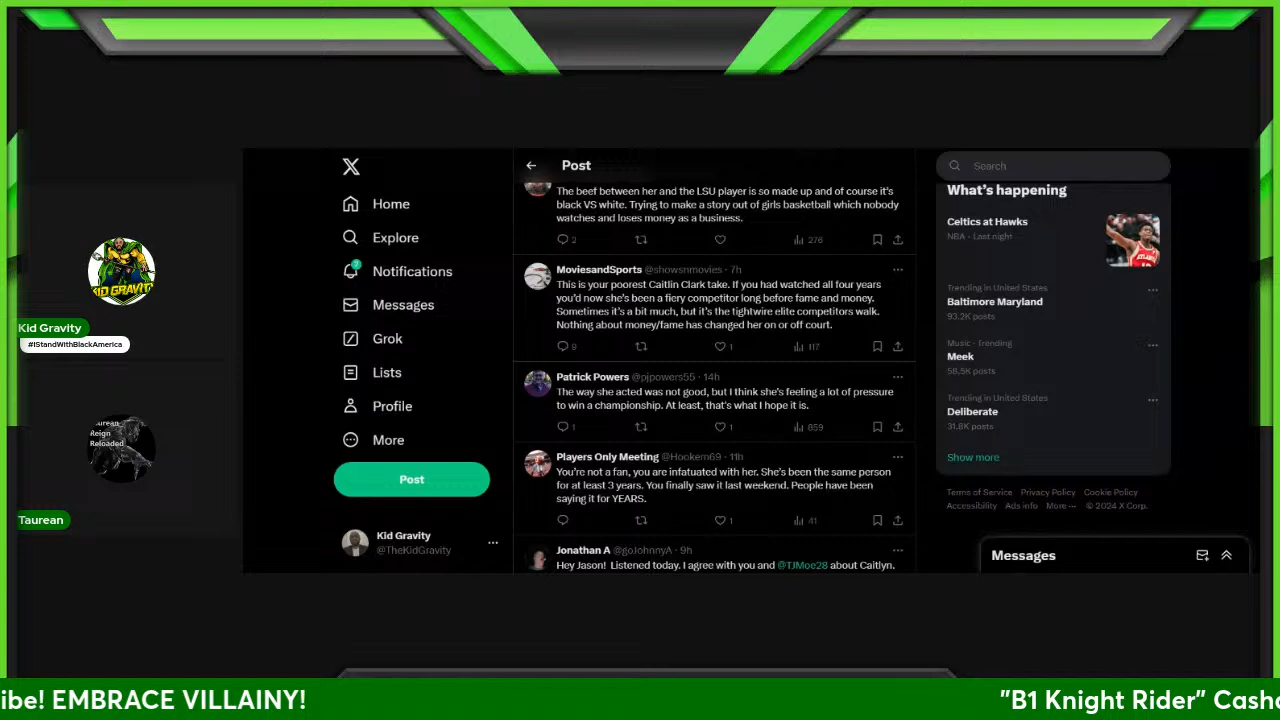 KID GRAVITY
Kid Gravity
#IStandWithBlackAmerica
Taurean
Reign
Reloaded
Taurean
Home
Explore
2
Notifications
Messages
Grok
Lists
Profile
More
Post
Kid Gravity
@TheKidGravity
Post
The beef between her and the LSU player is so made up and of course it's
black VS white. Trying to make a story out of girls basketball which nobody
watches and loses money as a business.
2 276
MoviesandSports @showsnmovies · 7h
This is your poorest Caitlin Clark take. If you had watched all four years
you'd now she's been a fiery competitor long before fame and money.
Sometimes it's a bit much, but it's the tightwire elite competitors walk.
Nothing about money/fame has changed her on or off court.
9 1 117
Patrick Powers @pjpowers55 · 14h
The way she acted was not good, but I think she's feeling a lot of pressure
to win a championship. At least, that's what I hope it is.
1 1 859
Players Only Meeting @Hookem69 · 11h
You're not a fan, you are infatuated with her. She's been the same person
for at least 3 years. You finally saw it last weekend. People have been
saying it for YEARS.
1 41
Jonathan A @goJohnnyA · 9h
Hey Jason! Listened today. I agree with you and @TJMoe28 about Caitlyn.
Search
What's happening
Celtics at Hawks
NBA · Last night
ATLANTA
Trending in United States
Baltimore Maryland
93.2K posts
Music · Trending
Meek
58.5K posts
Trending in United States
Deliberate
31.8K posts
Show more
Terms of Service Privacy Policy Cookie Policy
Accessibility Ads info More ··· © 2024 X Corp.
Messages
ibe! EMBRACE VILLAINY!
"B1 Knight Rider" Casha